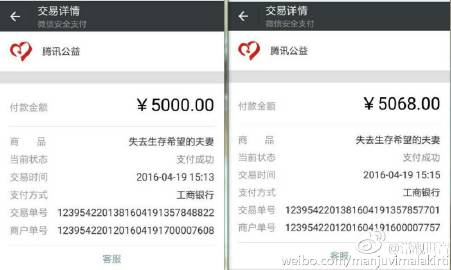 交易详情
微信安全支付
腾讯公益
付款金额 ￥5000.00
商 品 失去生存希望的夫妻
当前状态 支付成功
交易时间 2016-04-19 15:13
支付方式 工商银行
交易单号 1239542201381604191357848822
商户单号 1239542201201604191700007608
客服
交易详情
微信安全支付
腾讯公益
付款金额 ￥5068.00
商 品 失去生存希望的夫妻
当前状态 支付成功
交易时间 2016-04-19 15:15
支付方式 工商银行
交易单号 1239542201381604191357857701
商户单号 1239542201201604191600007757
客服
weibo.com/manjuvimalakirti